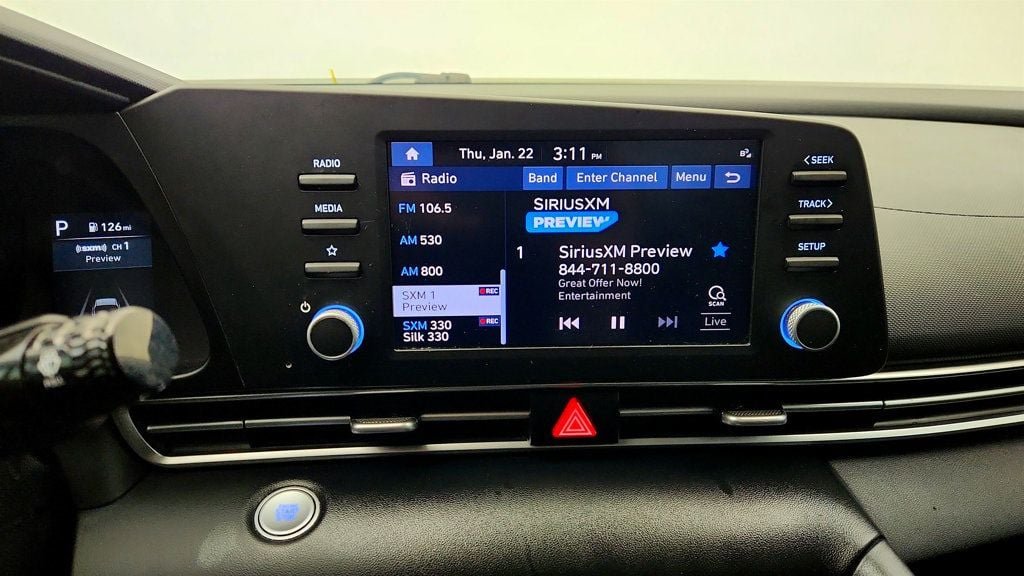 P 126 mi
((sxm)) CH 1
Preview
RADIO
MEDIA
Thu, Jan. 22 3:11 PM
Radio Band Enter Channel Menu
FM 106.5
AM 530
AM 800
SXM 1 REC
Preview
SXM 330 REC
Silk 330
SIRIUSXM
PREVIEW
1 SiriusXM Preview
844-711-8800
Great Offer Now!
Entertainment
SCAN
Live
<SEEK
TRACK>
SETUP